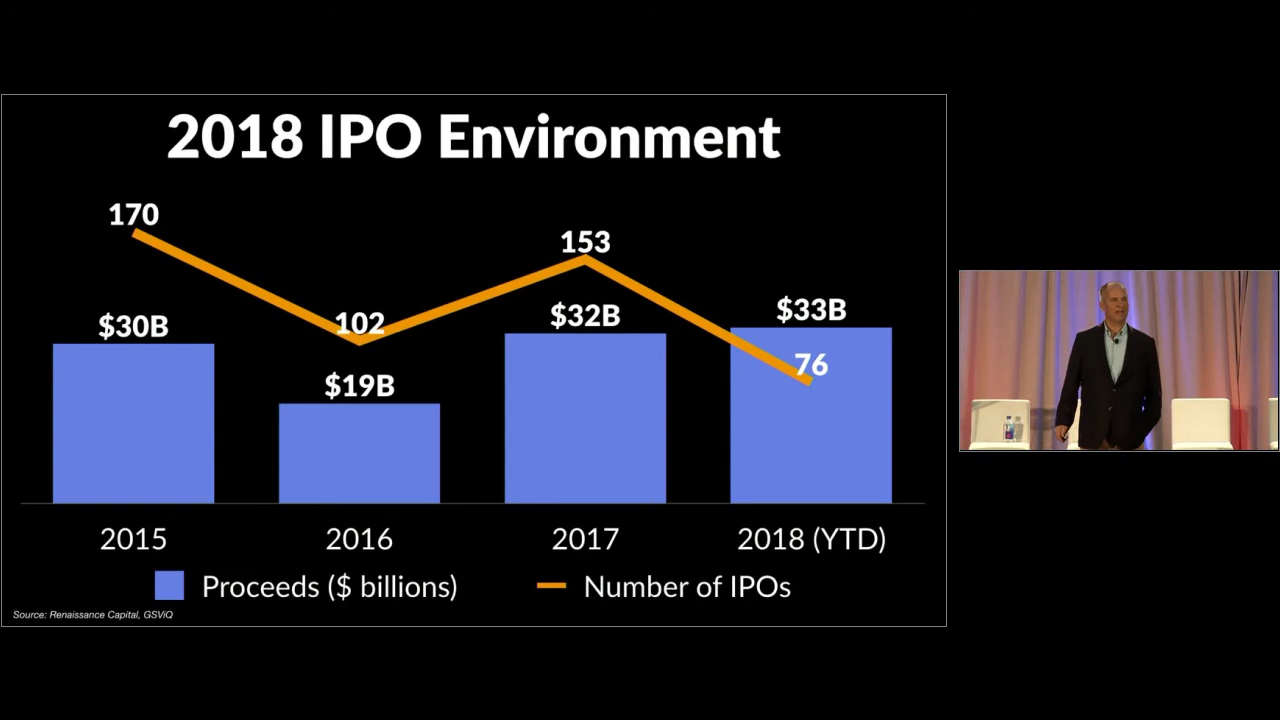 2018 IPO Environment
170
102
153
76
$30B
$19B
$32B
$33B
2015
2016
2017
2018 (YTD)
Proceeds ($ billions)
Number of IPOs
Source: Renaissance Capital, GSViQ